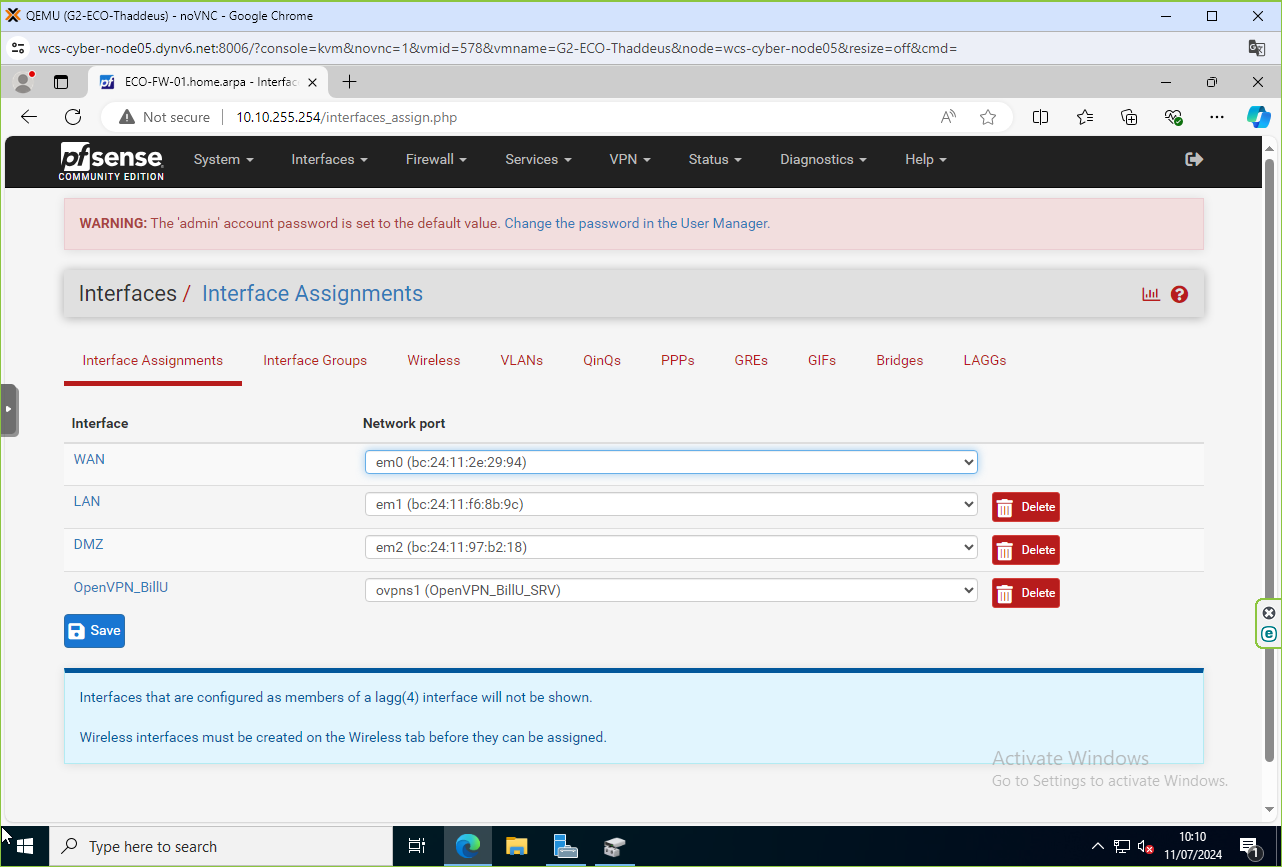 QEMU (G2-ECO-Thaddeus) - noVNC - Google Chrome
wcs-cyber-node05.dynv6.net:8006/?console=kvm&novnc=1&vmid=578&vmname=G2-ECO-Thaddeus&node=wcs-cyber-node05&resize=off&cmd=
pf ECO-FW-01.home.arpa - Interfac
Not secure 10.10.255.254/interfaces_assign.php
pfsense
COMMUNITY EDITION
System Interfaces Firewall Services VPN Status Diagnostics Help
WARNING: The 'admin' account password is set to the default value. Change the password in the User Manager.
Interfaces / Interface Assignments
Interface Assignments Interface Groups Wireless VLANs QinQs PPPs GREs GIFs Bridges LAGGs
Interface Network port
WAN em0 (bc:24:11:2e:29:94)
LAN em1 (bc:24:11:f6:8b:9c) Delete
DMZ em2 (bc:24:11:97:b2:18) Delete
OpenVPN_BillU ovpns1 (OpenVPN_BillU_SRV) Delete
Save
Interfaces that are configured as members of a lagg(4) interface will not be shown.
Wireless interfaces must be created on the Wireless tab before they can be assigned.
Activate Windows
Go to Settings to activate Windows.
Type here to search
10:10
11/07/2024
1